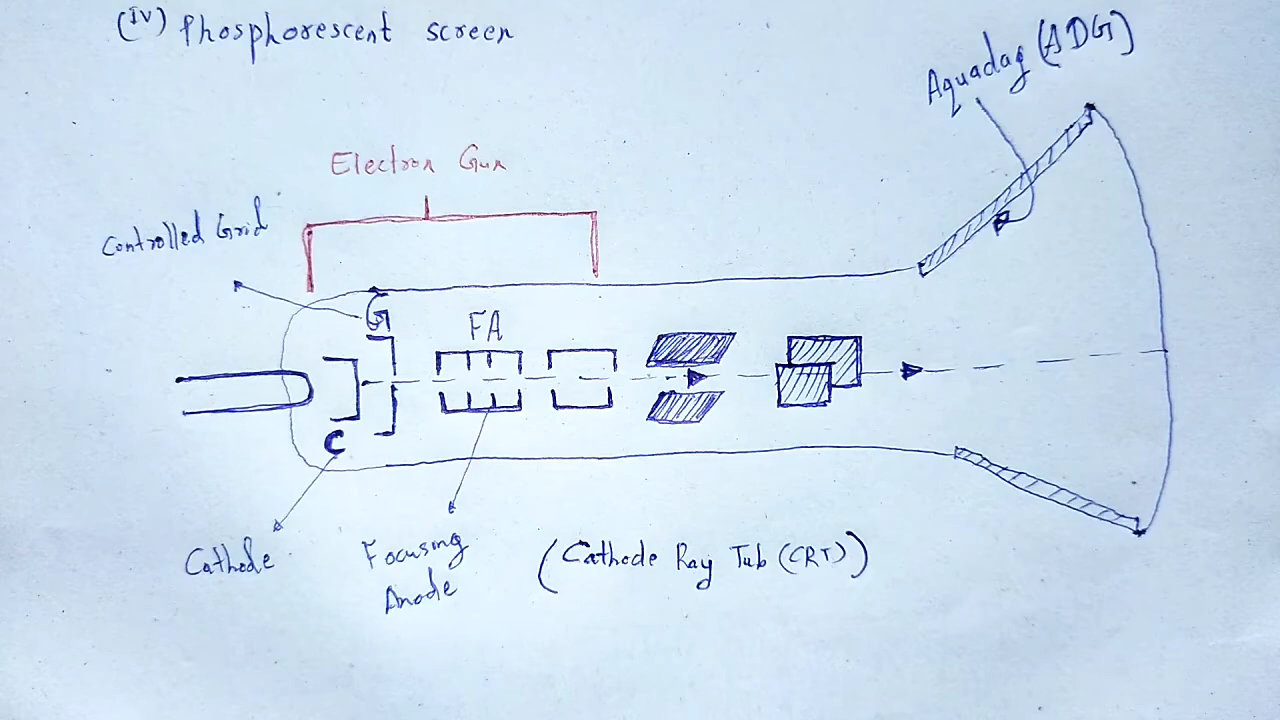 (iv) Phosphorescent screen
Aquadag (ADG)
Electron Gun
Controlled Grid
G
FA
C
Cathode
Focusing
Anode
(Cathode Ray Tub (CRT))